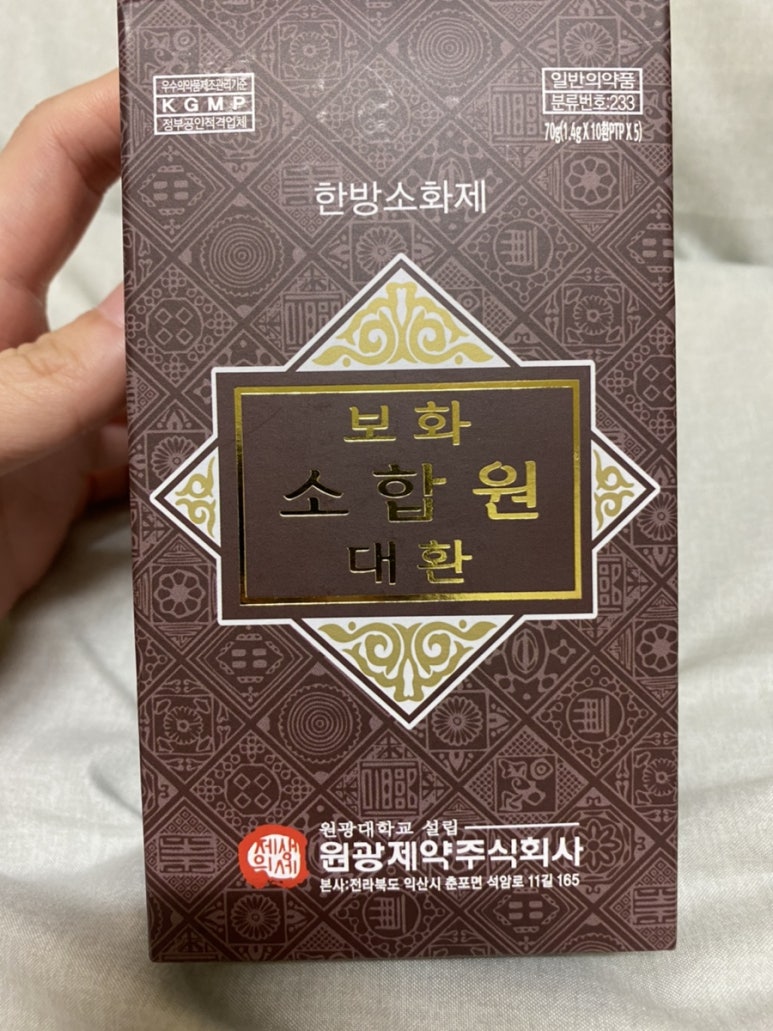 우수의약품제조관리기준
KGMP
정부공인적격업체
일반의약품
분류번호:233
70g(1.4g X 10환PTP X 5)
한방소화제
보화
소합원
대환
원광대학교 설립
제생
의세
원광제약주식회사
본사:전라북도 익산시 춘포면 석암로 11길 165